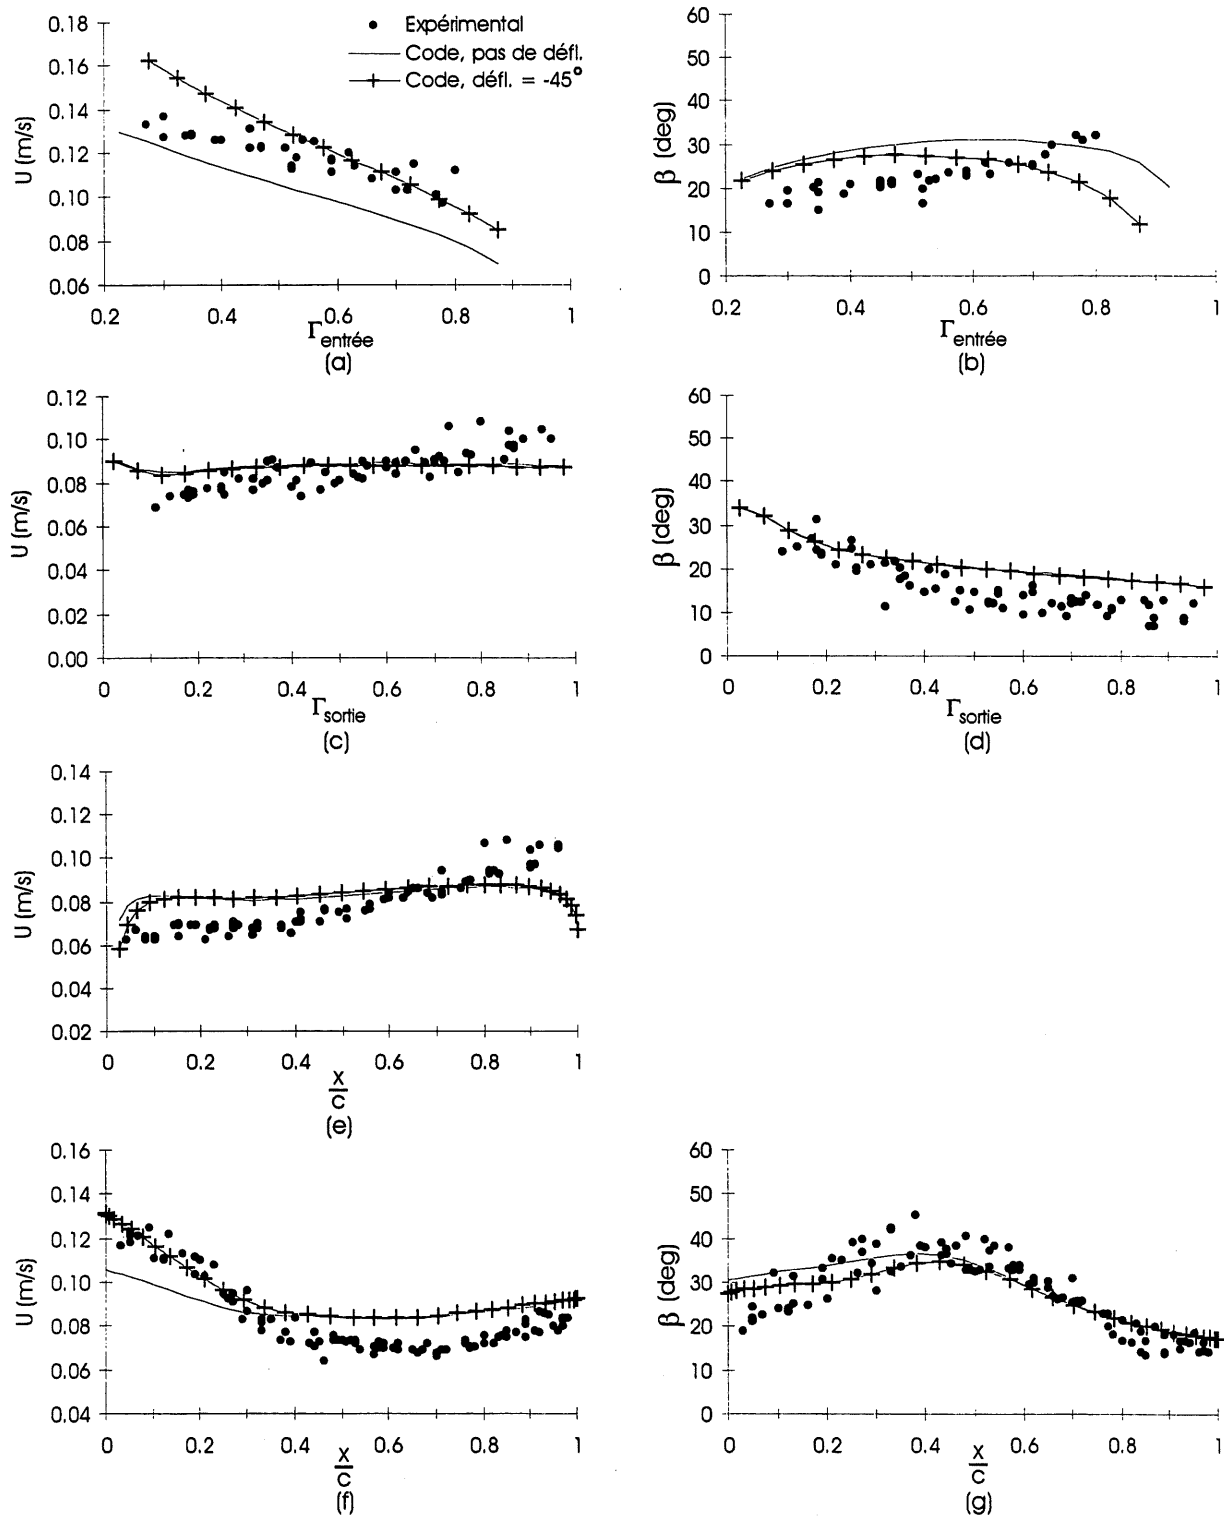 Expérimental
Code, pas de défl.
Code, défl. = -45°
U (m/s)
0.18
0.16
0.14
0.12
0.10
0.08
0.06
0.2 0.4 0.6 0.8 1
Γentrée
(a)
β (deg)
60
50
40
30
20
10
0
0.2 0.4 0.6 0.8 1
Γentrée
(b)
U (m/s)
0.12
0.10
0.08
0.06
0.04
0.02
0.00
0 0.2 0.4 0.6 0.8 1
Γsortie
(c)
β (deg)
60
50
40
30
20
10
0
0 0.2 0.4 0.6 0.8 1
Γsortie
(d)
U (m/s)
0.14
0.12
0.10
0.08
0.06
0.04
0.02
0 0.2 0.4 0.6 0.8 1
x
c
(e)
U (m/s)
0.16
0.14
0.12
0.10
0.08
0.06
0.04
0 0.2 0.4 0.6 0.8 1
x
c
(f)
β (deg)
60
50
40
30
20
10
0
0 0.2 0.4 0.6 0.8 1
x
c
(g)